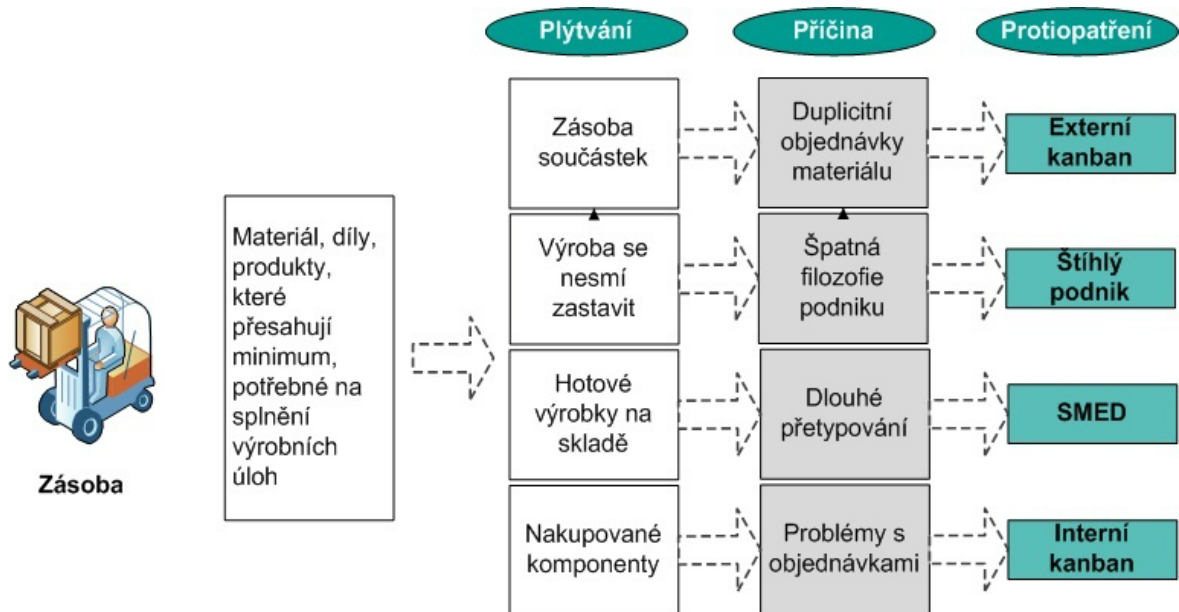 Plýtvání
Příčina
Protiopatření
Zásoba
součástek
Duplicitní
objednávky
materiálu
Externí
kanban
Materiál, díly,
produkty,
které
přesahují
minimum,
potřebné na
splnění
výrobních
úloh
Zásoba
Výroba se
nesmí
zastavit
Špatná
filozofie
podniku
Štíhlý
podnik
Hotové
výrobky na
skladě
Dlouhé
přetypování
SMED
Nakupované
komponenty
Problémy s
objednávkami
Interní
kanban